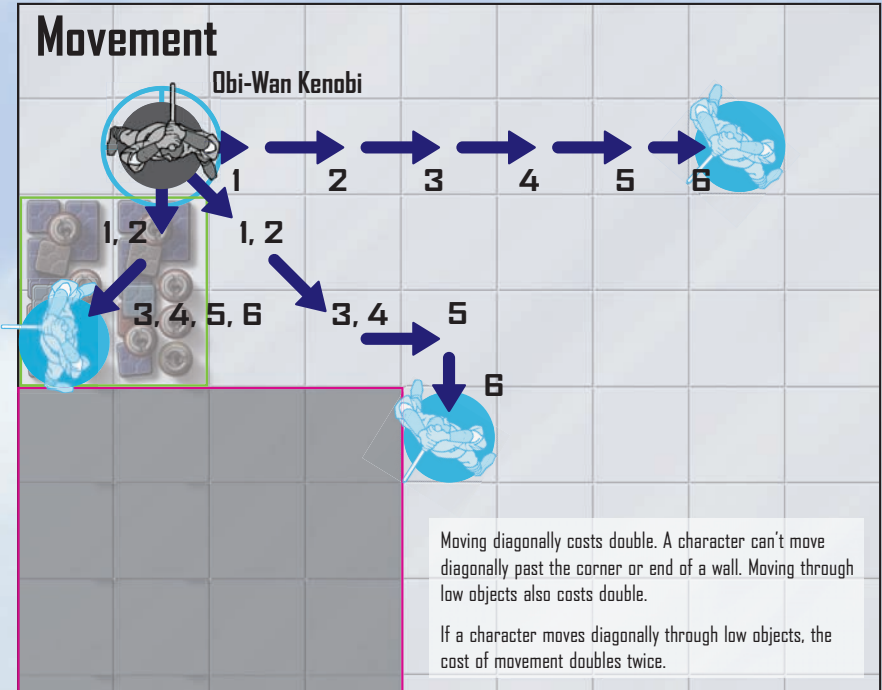 Movement
Obi-Wan Kenobi
1
2
3
4
5
6
1, 2
1, 2
3, 4, 5, 6
3, 4
5
6
Moving diagonally costs double. A character can't move
diagonally past the corner or end of a wall. Moving through
low objects also costs double.
If a character moves diagonally through low objects, the
cost of movement doubles twice.